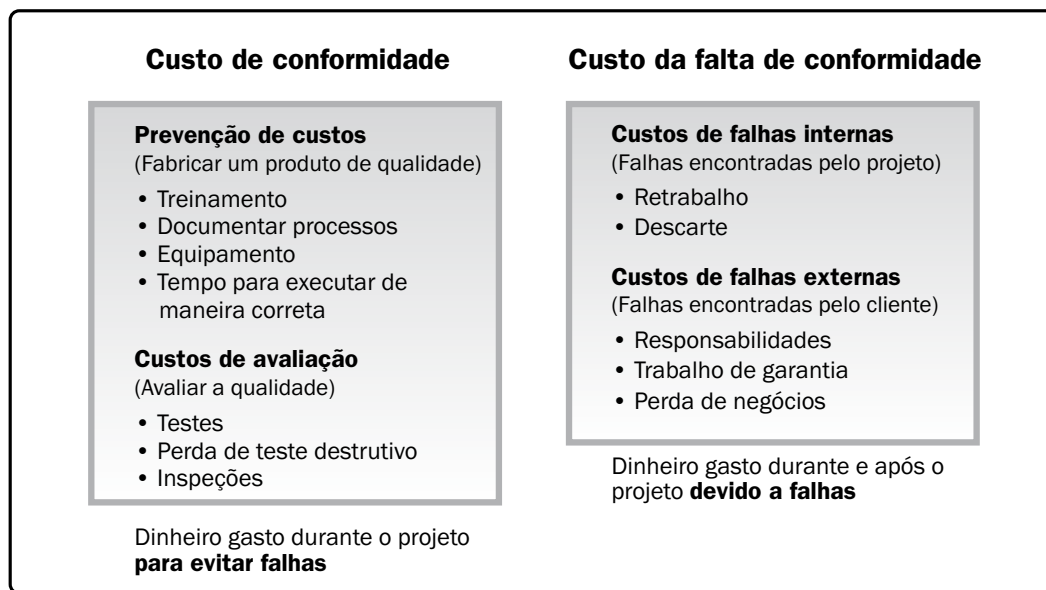 Custo de conformidade
Prevenção de custos
(Fabricar um produto de qualidade)
• Treinamento
• Documentar processos
• Equipamento
• Tempo para executar de
maneira correta
Custos de avaliação
(Avaliar a qualidade)
• Testes
• Perda de teste destrutivo
• Inspeções
Dinheiro gasto durante o projeto
para evitar falhas
Custo da falta de conformidade
Custos de falhas internas
(Falhas encontradas pelo projeto)
• Retrabalho
• Descarte
Custos de falhas externas
(Falhas encontradas pelo cliente)
• Responsabilidades
• Trabalho de garantia
• Perda de negócios
Dinheiro gasto durante e após o
projeto devido a falhas